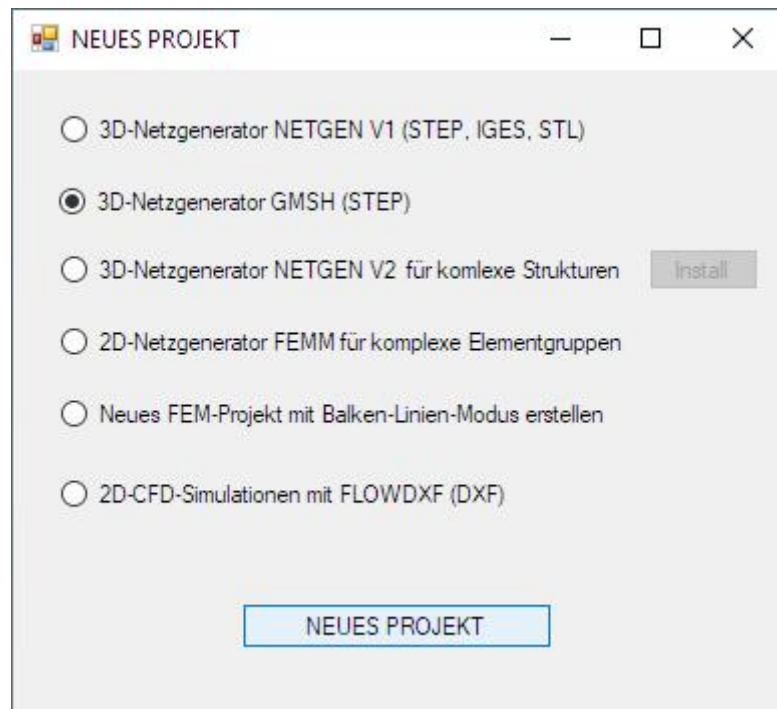 NEUES PROJEKT
3D-Netzgenerator NETGEN V1 (STEP, IGES, STL)
3D-Netzgenerator GMSH (STEP)
3D-Netzgenerator NETGEN V2 für komlexe Strukturen Install
2D-Netzgenerator FEMM für komplexe Elementgruppen
Neues FEM-Projekt mit Balken-Linien-Modus erstellen
2D-CFD-Simulationen mit FLOWDXF (DXF)
NEUES PROJEKT